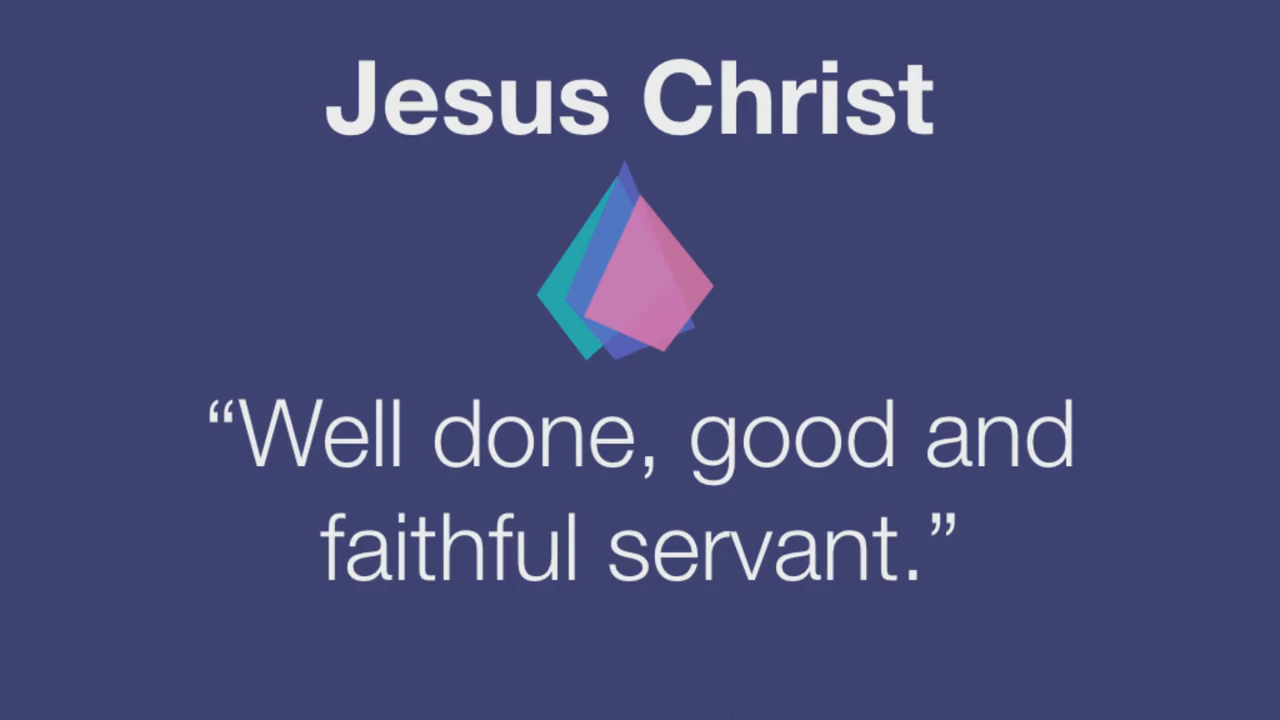 Jesus Christ
“Well done, good and
faithful servant.”